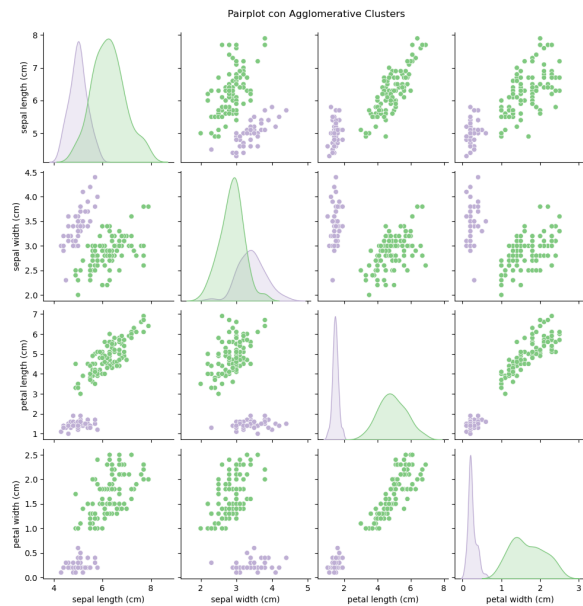 Pairplot con Agglomerative Clusters
8
7
6
5
sepal length (cm)
4.5
4.0
3.5
3.0
2.5
2.0
sepal width (cm)
7
6
5
4
3
2
1
petal length (cm)
2.5
2.0
1.5
1.0
0.5
0.0
petal width (cm)
4 6 8
2 3 4 5
2 4 6 8
0 1 2 3
sepal length (cm) sepal width (cm) petal length (cm) petal width (cm)